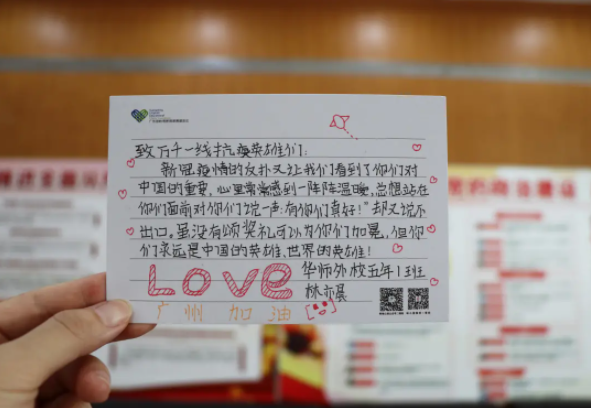 致万千一线抗疫英雄们:
新冠疫情的反扑又让我们看到了你们对
中国的重要,心里常常感到一阵阵温暖,总想站在
你们面前对你们说一声:有你们真好!"却又说不
出口,虽没有颁奖礼可以为你们加冕,但你
们永远是中国的英雄,世界的英雄!
LOVE
华师外校五年1班
林亦晨
广州加油